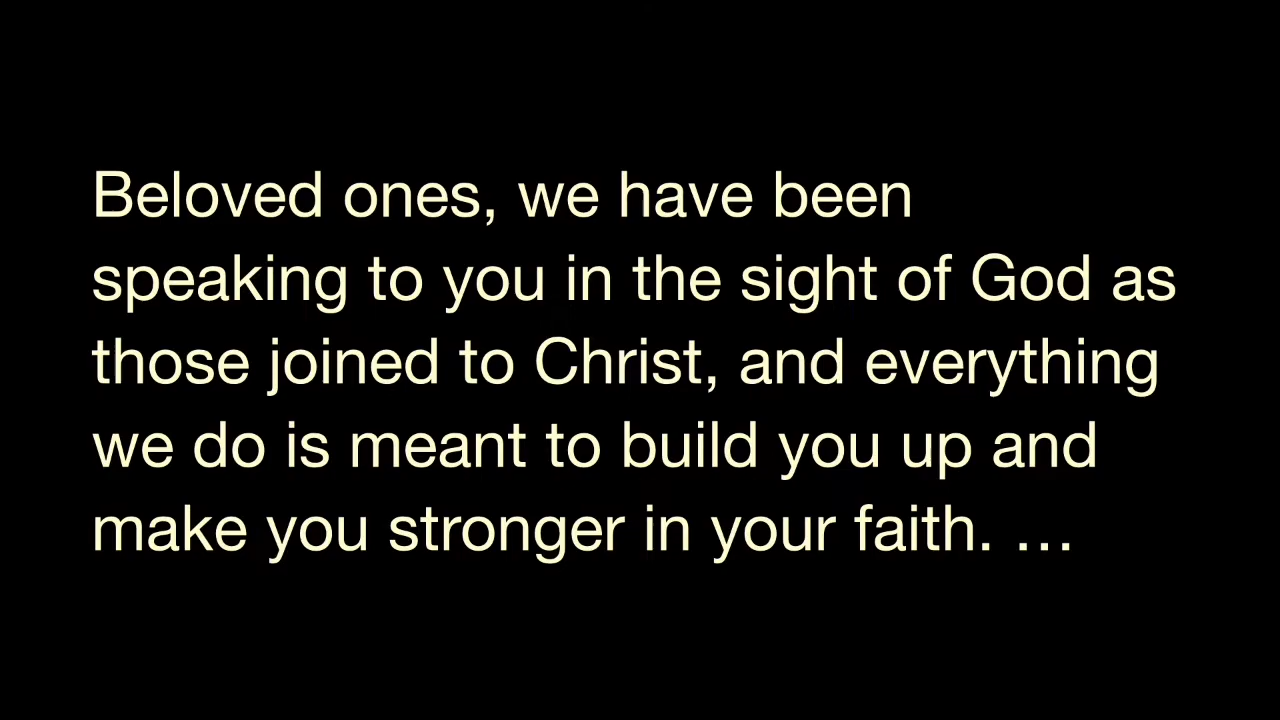 Beloved ones, we have been
speaking to you in the sight of God as
those joined to Christ, and everything
we do is meant to build you up and
make you stronger in your faith. …